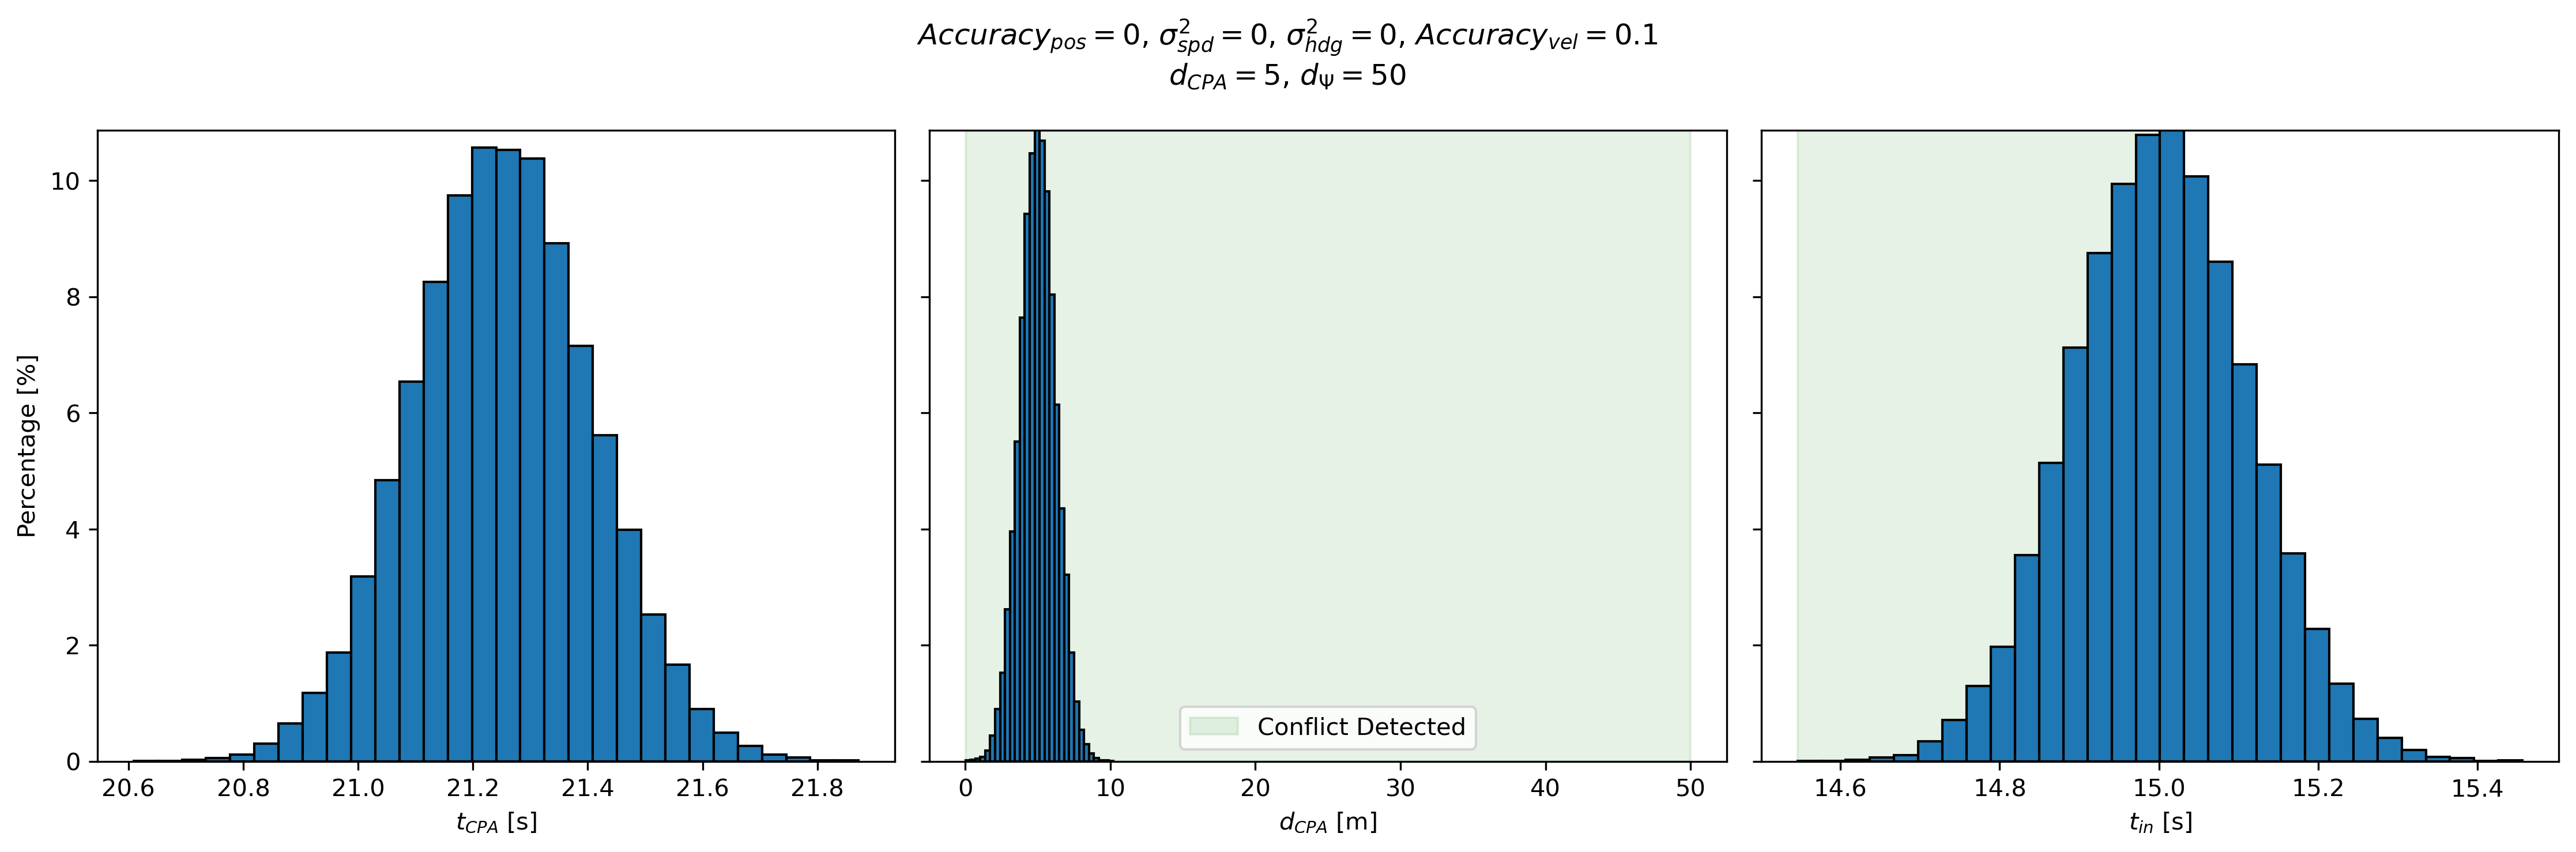 Accuracy_pos = 0, σ²_spd = 0, σ²_hdg = 0, Accuracy_vel = 0.1
d_CPA = 5, d_Ψ = 50
Percentage [%]
10
8
6
4
2
0
20.6 20.8 21.0 21.2 21.4 21.6 21.8
t_CPA [s]
Conflict Detected
0 10 20 30 40 50
d_CPA [m]
14.6 14.8 15.0 15.2 15.4
t_in [s]